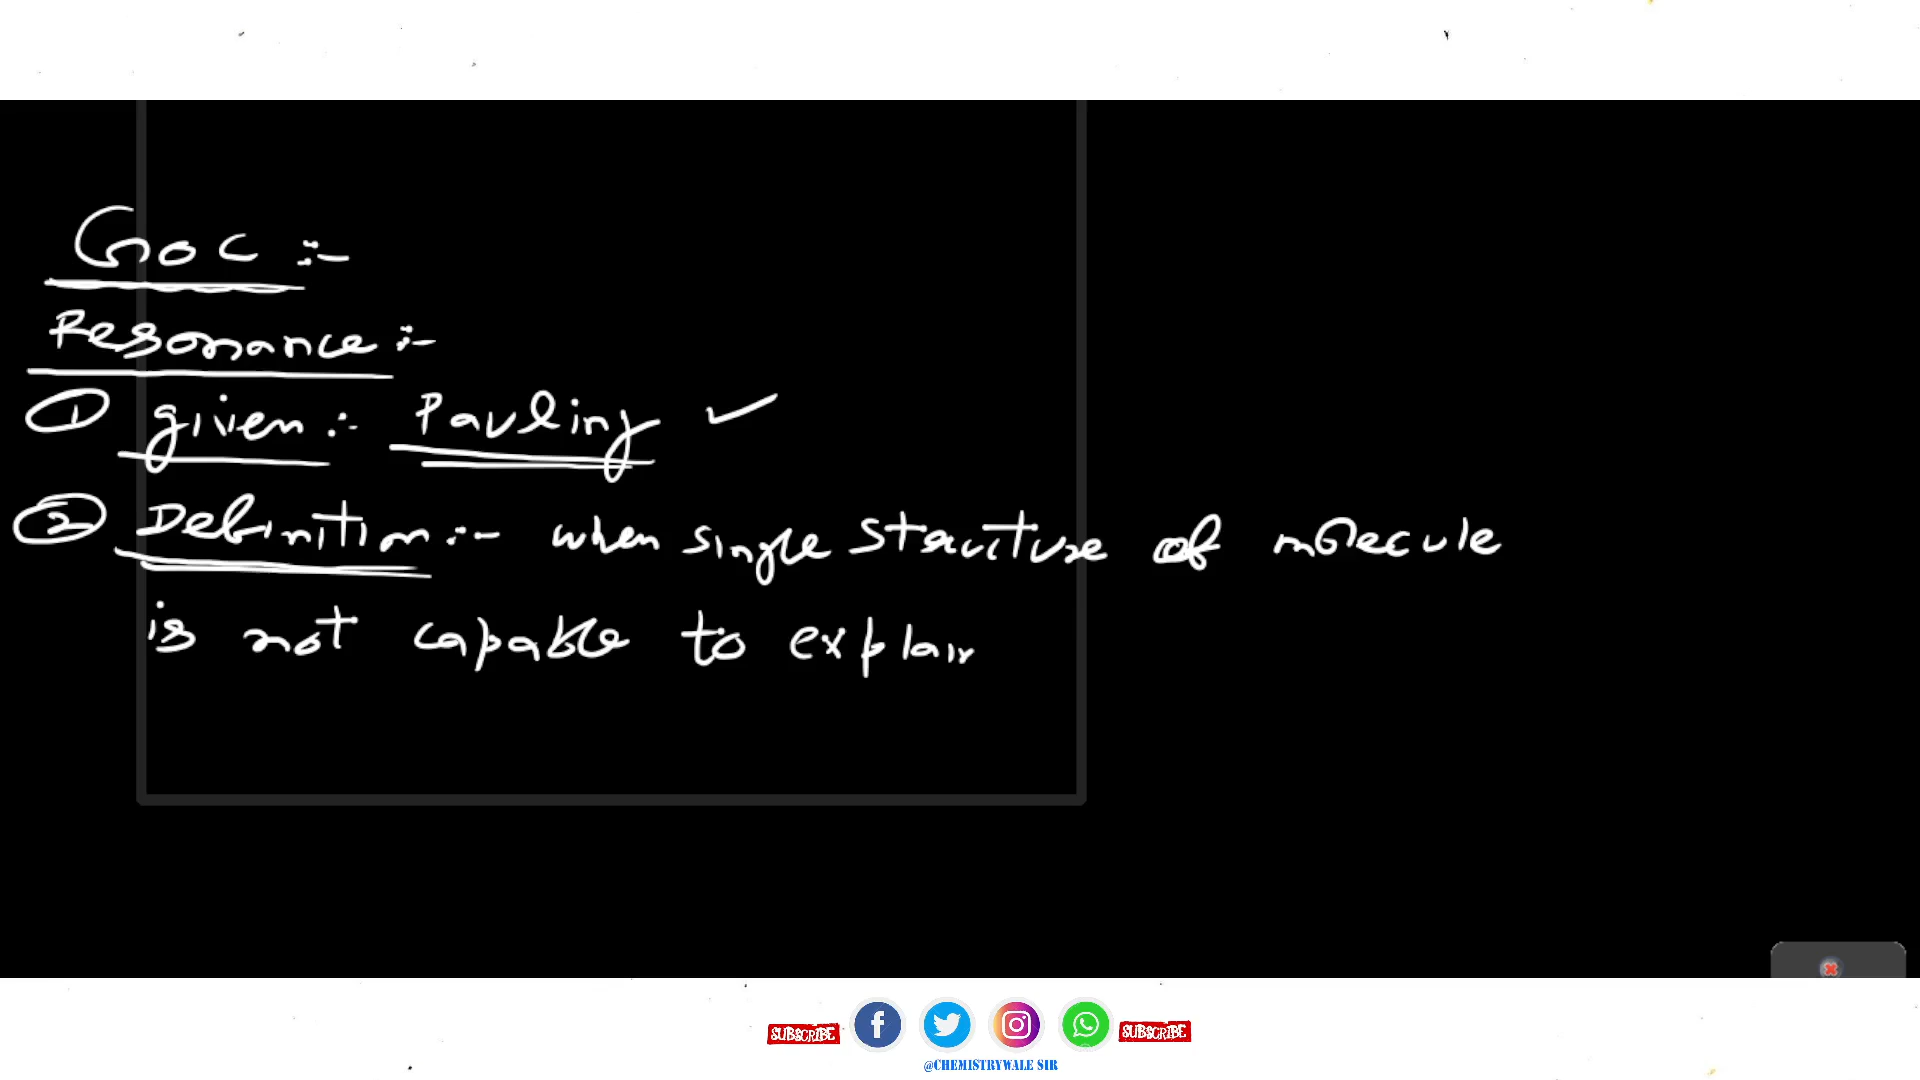 GOC :-
Resonance :-
① given :- Pauling ✓
② Definition :- when single structure of molecule
is not capable to explain
SUBSCRIBE
SUBSCRIBE
@CHEMISTRYWALE SIR